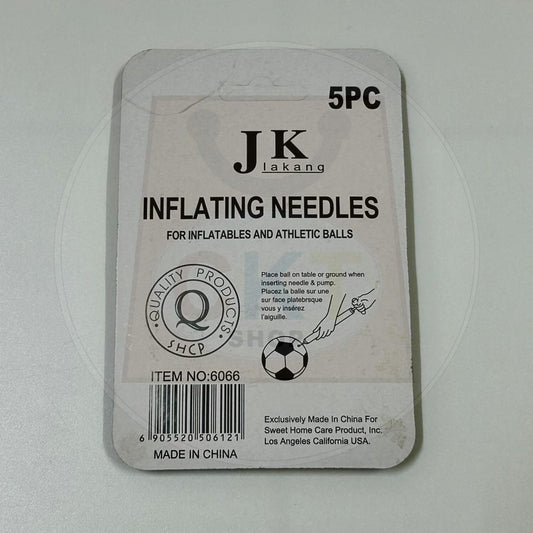 5PC
JK
lakang
INFLATING NEEDLES
FOR INFLATABLES AND ATHLETIC BALLS
QUALITY PRODUCTS
Q
SHCP
Place ball on table or ground when
inserting needle & pump.
Placez la balle sur une
sur face platebrsque
vous y insérez
l'aiguille.
SHOP
ITEM NO:6066
6 905520 506121
MADE IN CHINA
Exclusively Made In China For
Sweet Home Care Product, Inc.
Los Angeles California USA.